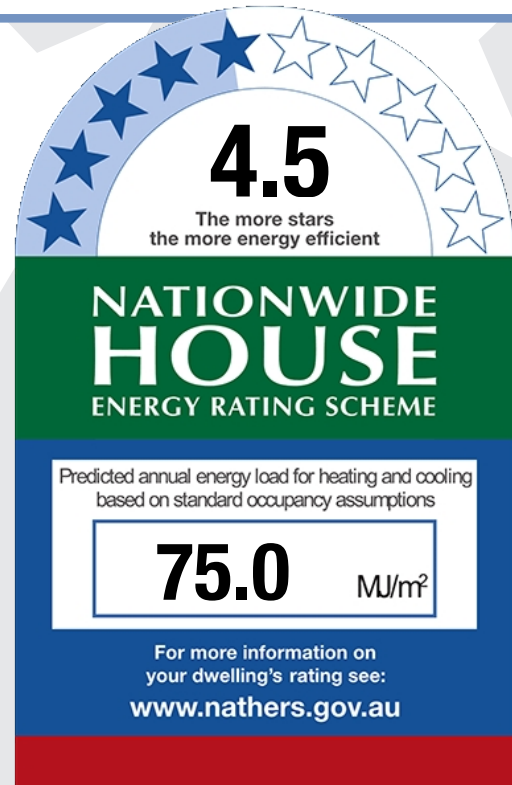 4.5
The more stars
the more energy efficient
NATIONWIDE
HOUSE
ENERGY RATING SCHEME
Predicted annual energy load for heating and cooling
based on standard occupancy assumptions
75.0 MJ/m²
For more information on
your dwelling's rating see:
www.nathers.gov.au